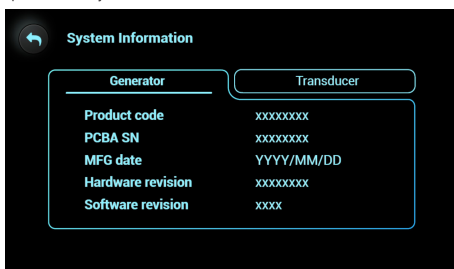 System Information
Generator Transducer
Product code xxxxxxxx
PCBA SN xxxxxxxx
MFG date YYYY/MM/DD
Hardware revision xxxxxxxx
Software revision xxxx